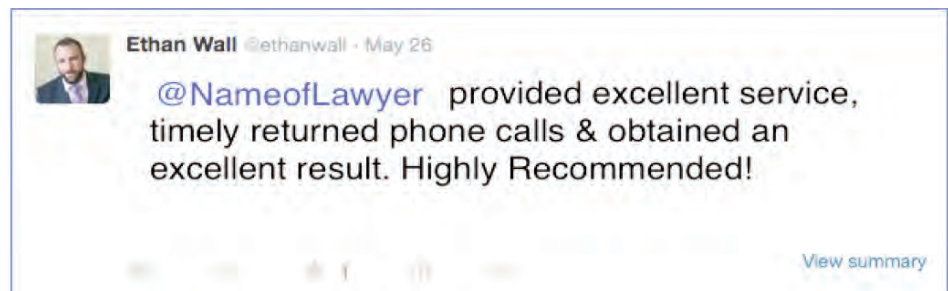 Ethan Wall @ethanwall · May 26
@NameofLawyer provided excellent service,
timely returned phone calls & obtained an
excellent result. Highly Recommended!
1
View summary